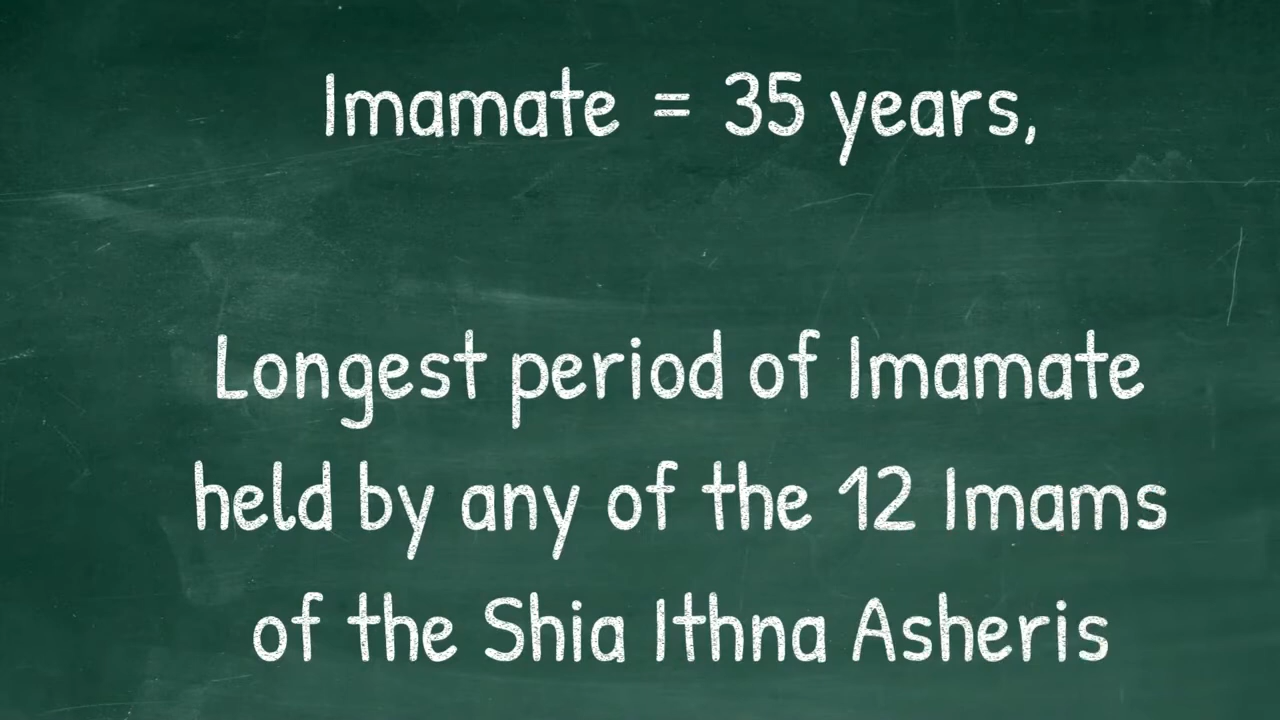 Imamate = 35 years,
Longest period of Imamate
held by any of the 12 Imams
of the Shia Ithna Asheris